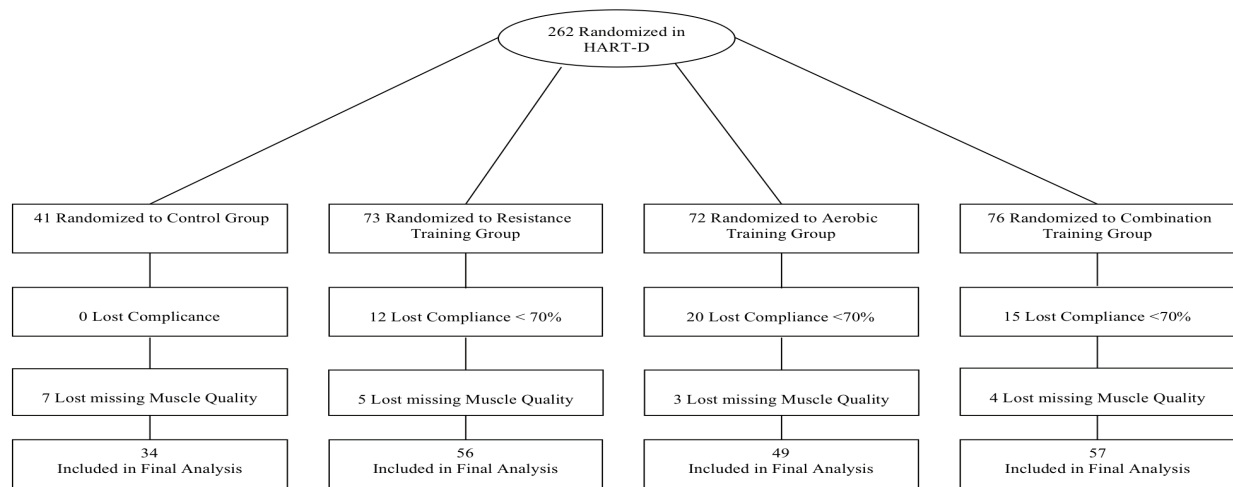 262 Randomized in
HART-D
41 Randomized to Control Group
73 Randomized to Resistance
Training Group
72 Randomized to Aerobic
Training Group
76 Randomized to Combination
Training Group
0 Lost Complicance
12 Lost Compliance < 70%
20 Lost Compliance <70%
15 Lost Compliance <70%
7 Lost missing Muscle Quality
5 Lost missing Muscle Quality
3 Lost missing Muscle Quality
4 Lost missing Muscle Quality
34
Included in Final Analysis
56
Included in Final Analysis
49
Included in Final Analysis
57
Included in Final Analysis